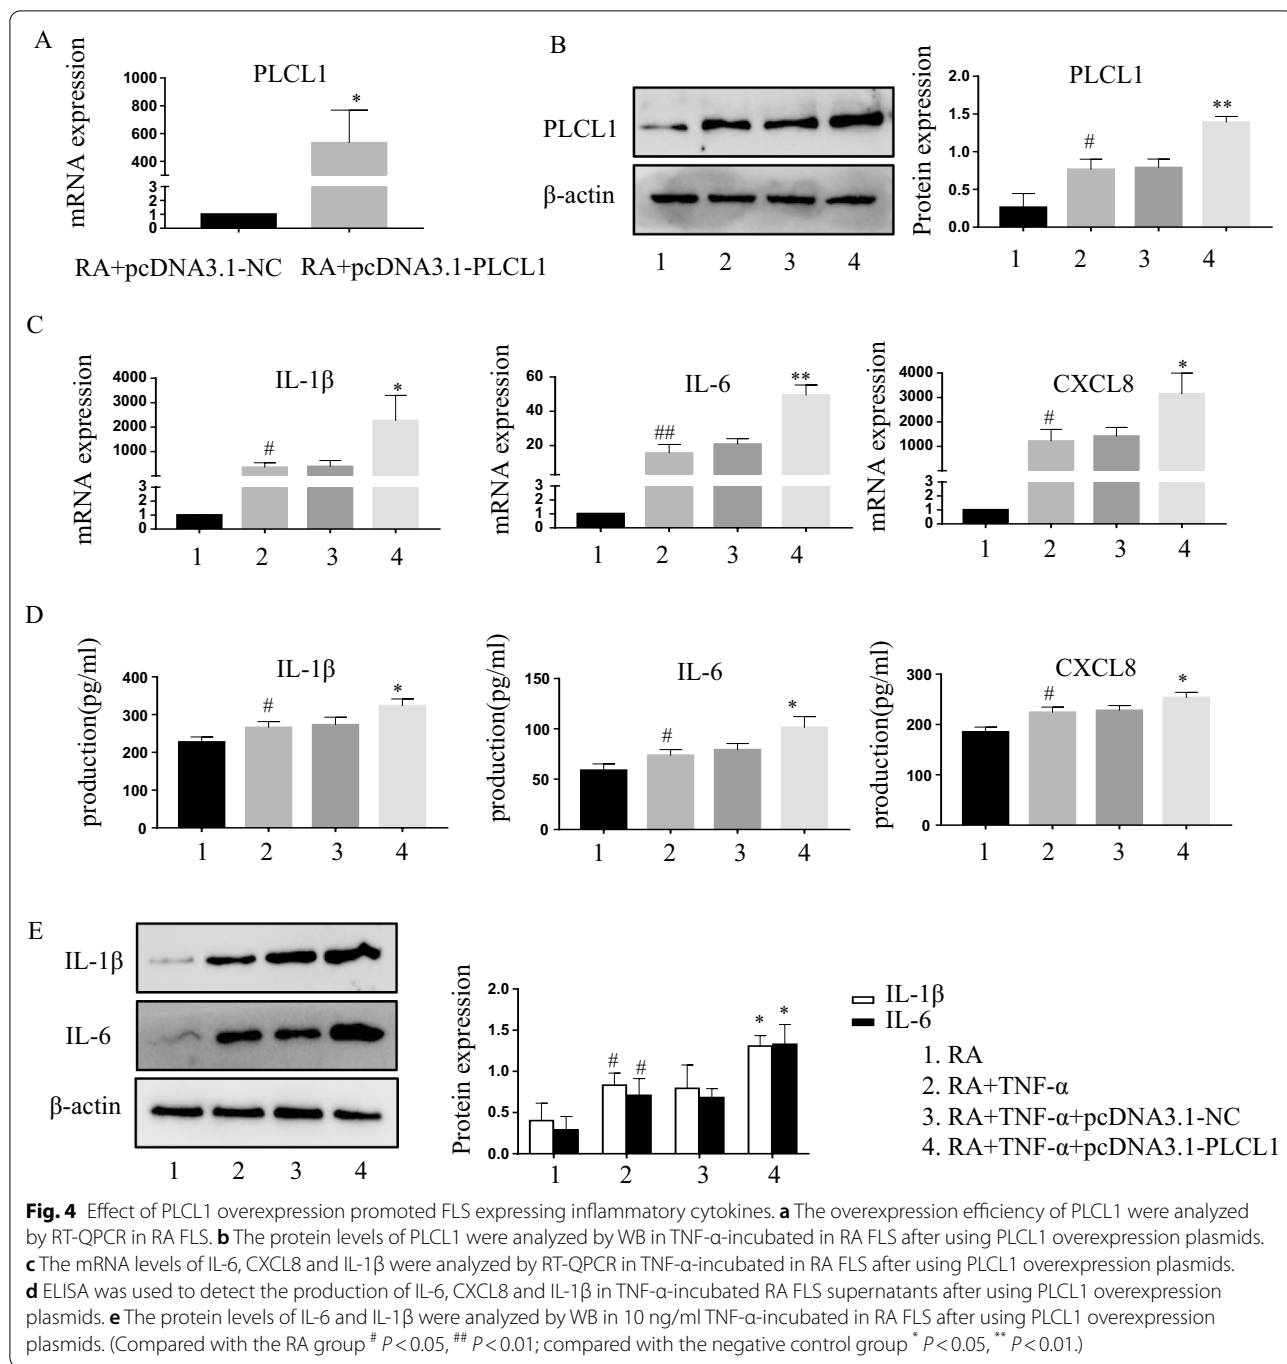 A
PLCL1
mRNA expression
1000
800
600
400
3
2
1
0
*
RA+pcDNA3.1-NC
RA+pcDNA3.1-PLCL1
B
PLCL1
β-actin
1 2 3 4
PLCL1
Protein expression
2.0
1.5
1.0
0.5
0.0
#
**
1 2 3 4
C
IL-1β
mRNA expression
4000
3000
2000
1000
3
2
1
0
#
*
1 2 3 4
IL-6
mRNA expression
60
40
20
3
2
1
0
##
**
1 2 3 4
CXCL8
mRNA expression
4000
3000
2000
1000
3
2
1
0
#
*
1 2 3 4
D
IL-1β
production(pg/ml)
400
300
200
100
0
#
*
1 2 3 4
IL-6
production(pg/ml)
150
100
50
0
#
*
1 2 3 4
CXCL8
production(pg/ml)
300
200
100
0
#
*
1 2 3 4
E
IL-1β
IL-6
β-actin
1 2 3 4
Protein expression
2.0
1.5
1.0
0.5
0.0
# #
* *
1 2 3 4
IL-1β
IL-6
1. RA
2. RA+TNF-α
3. RA+TNF-α+pcDNA3.1-NC
4. RA+TNF-α+pcDNA3.1-PLCL1
Fig. 4 Effect of PLCL1 overexpression promoted FLS expressing inflammatory cytokines. a The overexpression efficiency of PLCL1 were analyzed
by RT-QPCR in RA FLS. b The protein levels of PLCL1 were analyzed by WB in TNF-α-incubated in RA FLS after using PLCL1 overexpression plasmids.
c The mRNA levels of IL-6, CXCL8 and IL-1β were analyzed by RT-QPCR in TNF-α-incubated in RA FLS after using PLCL1 overexpression plasmids.
d ELISA was used to detect the production of IL-6, CXCL8 and IL-1β in TNF-α-incubated RA FLS supernatants after using PLCL1 overexpression
plasmids. e The protein levels of IL-6 and IL-1β were analyzed by WB in 10 ng/ml TNF-α-incubated in RA FLS after using PLCL1 overexpression
plasmids. (Compared with the RA group # P < 0.05, ## P < 0.01; compared with the negative control group * P < 0.05, ** P < 0.01.)